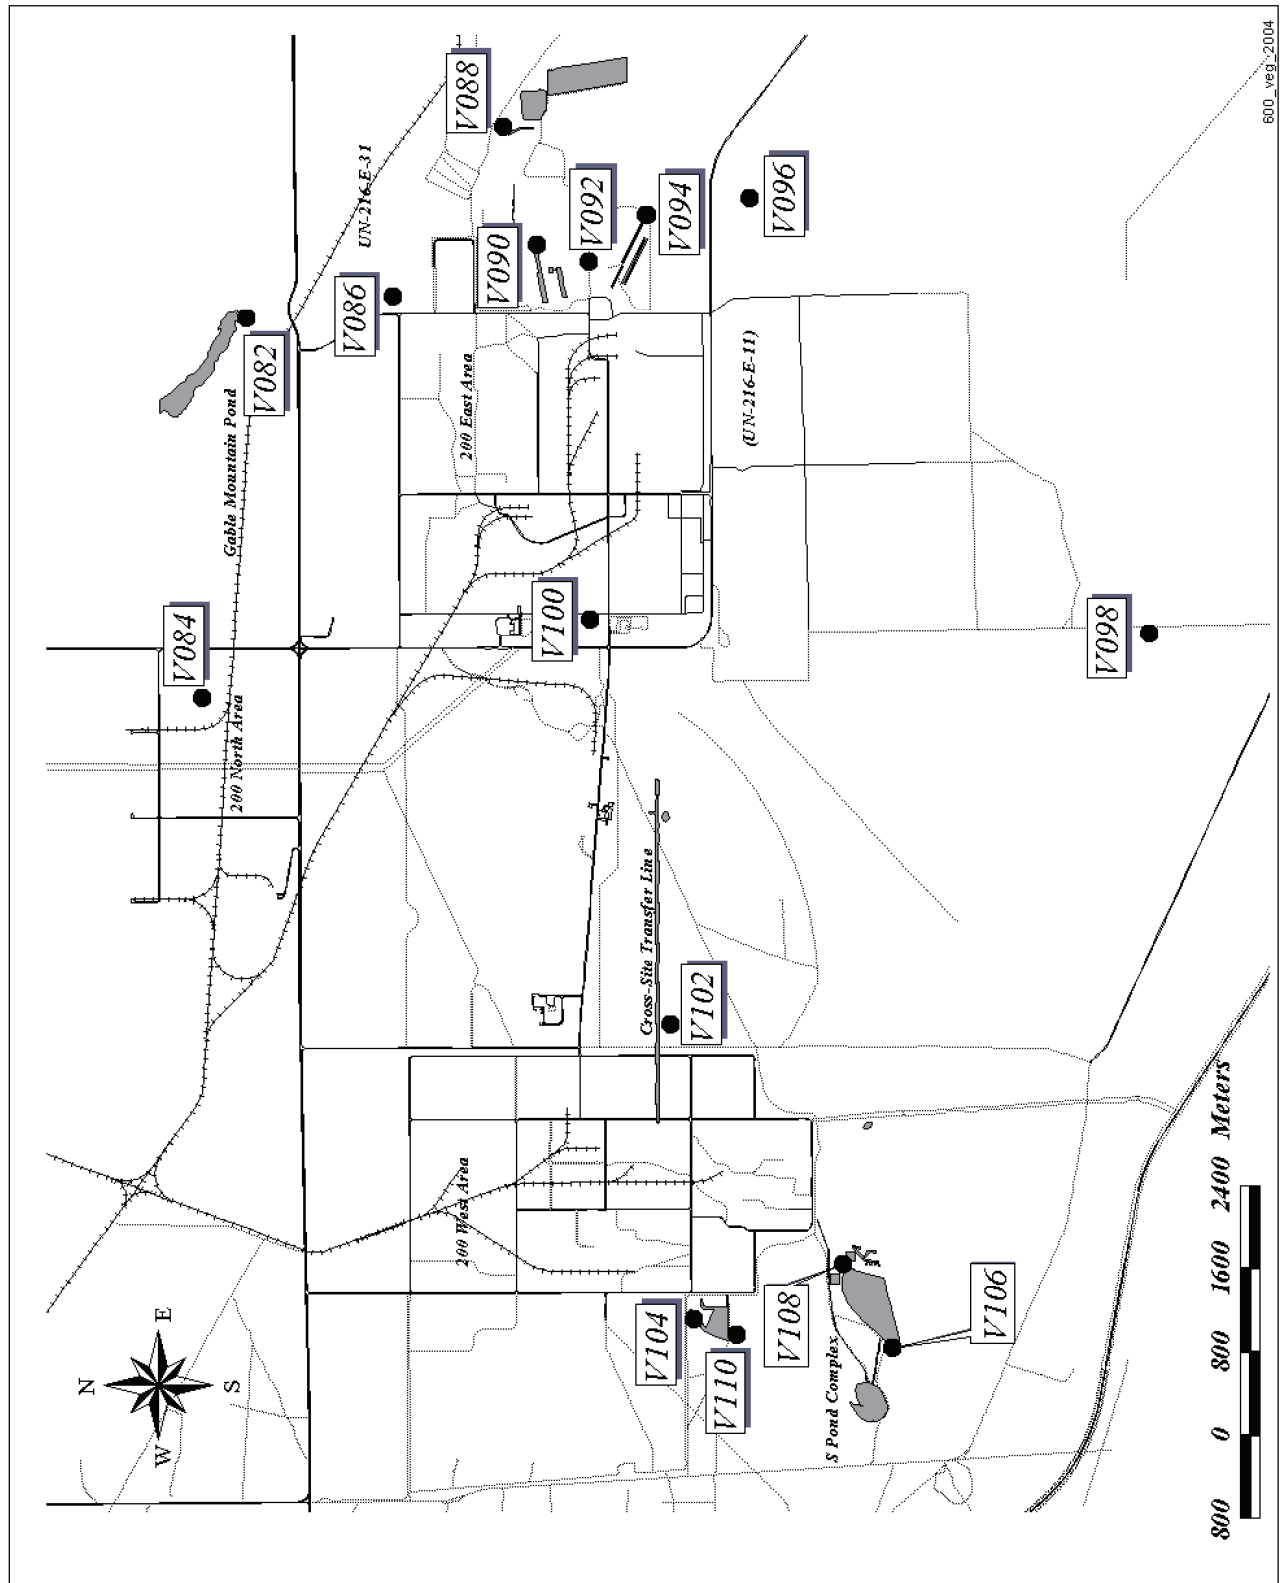 600_veg_2004
V088
UN-216-E-31
V092
V096
V094
V090
V086
V082
Gable Mountain Pond
200 East Area
(UN-216-E-11)
V084
V100
V098
200 North Area
Cross-Site Transfer Line
V102
200 West Area
V104
V110
V108
V106
S Pond Complex
N
E
S
W
800 0 800 1600 2400 Meters